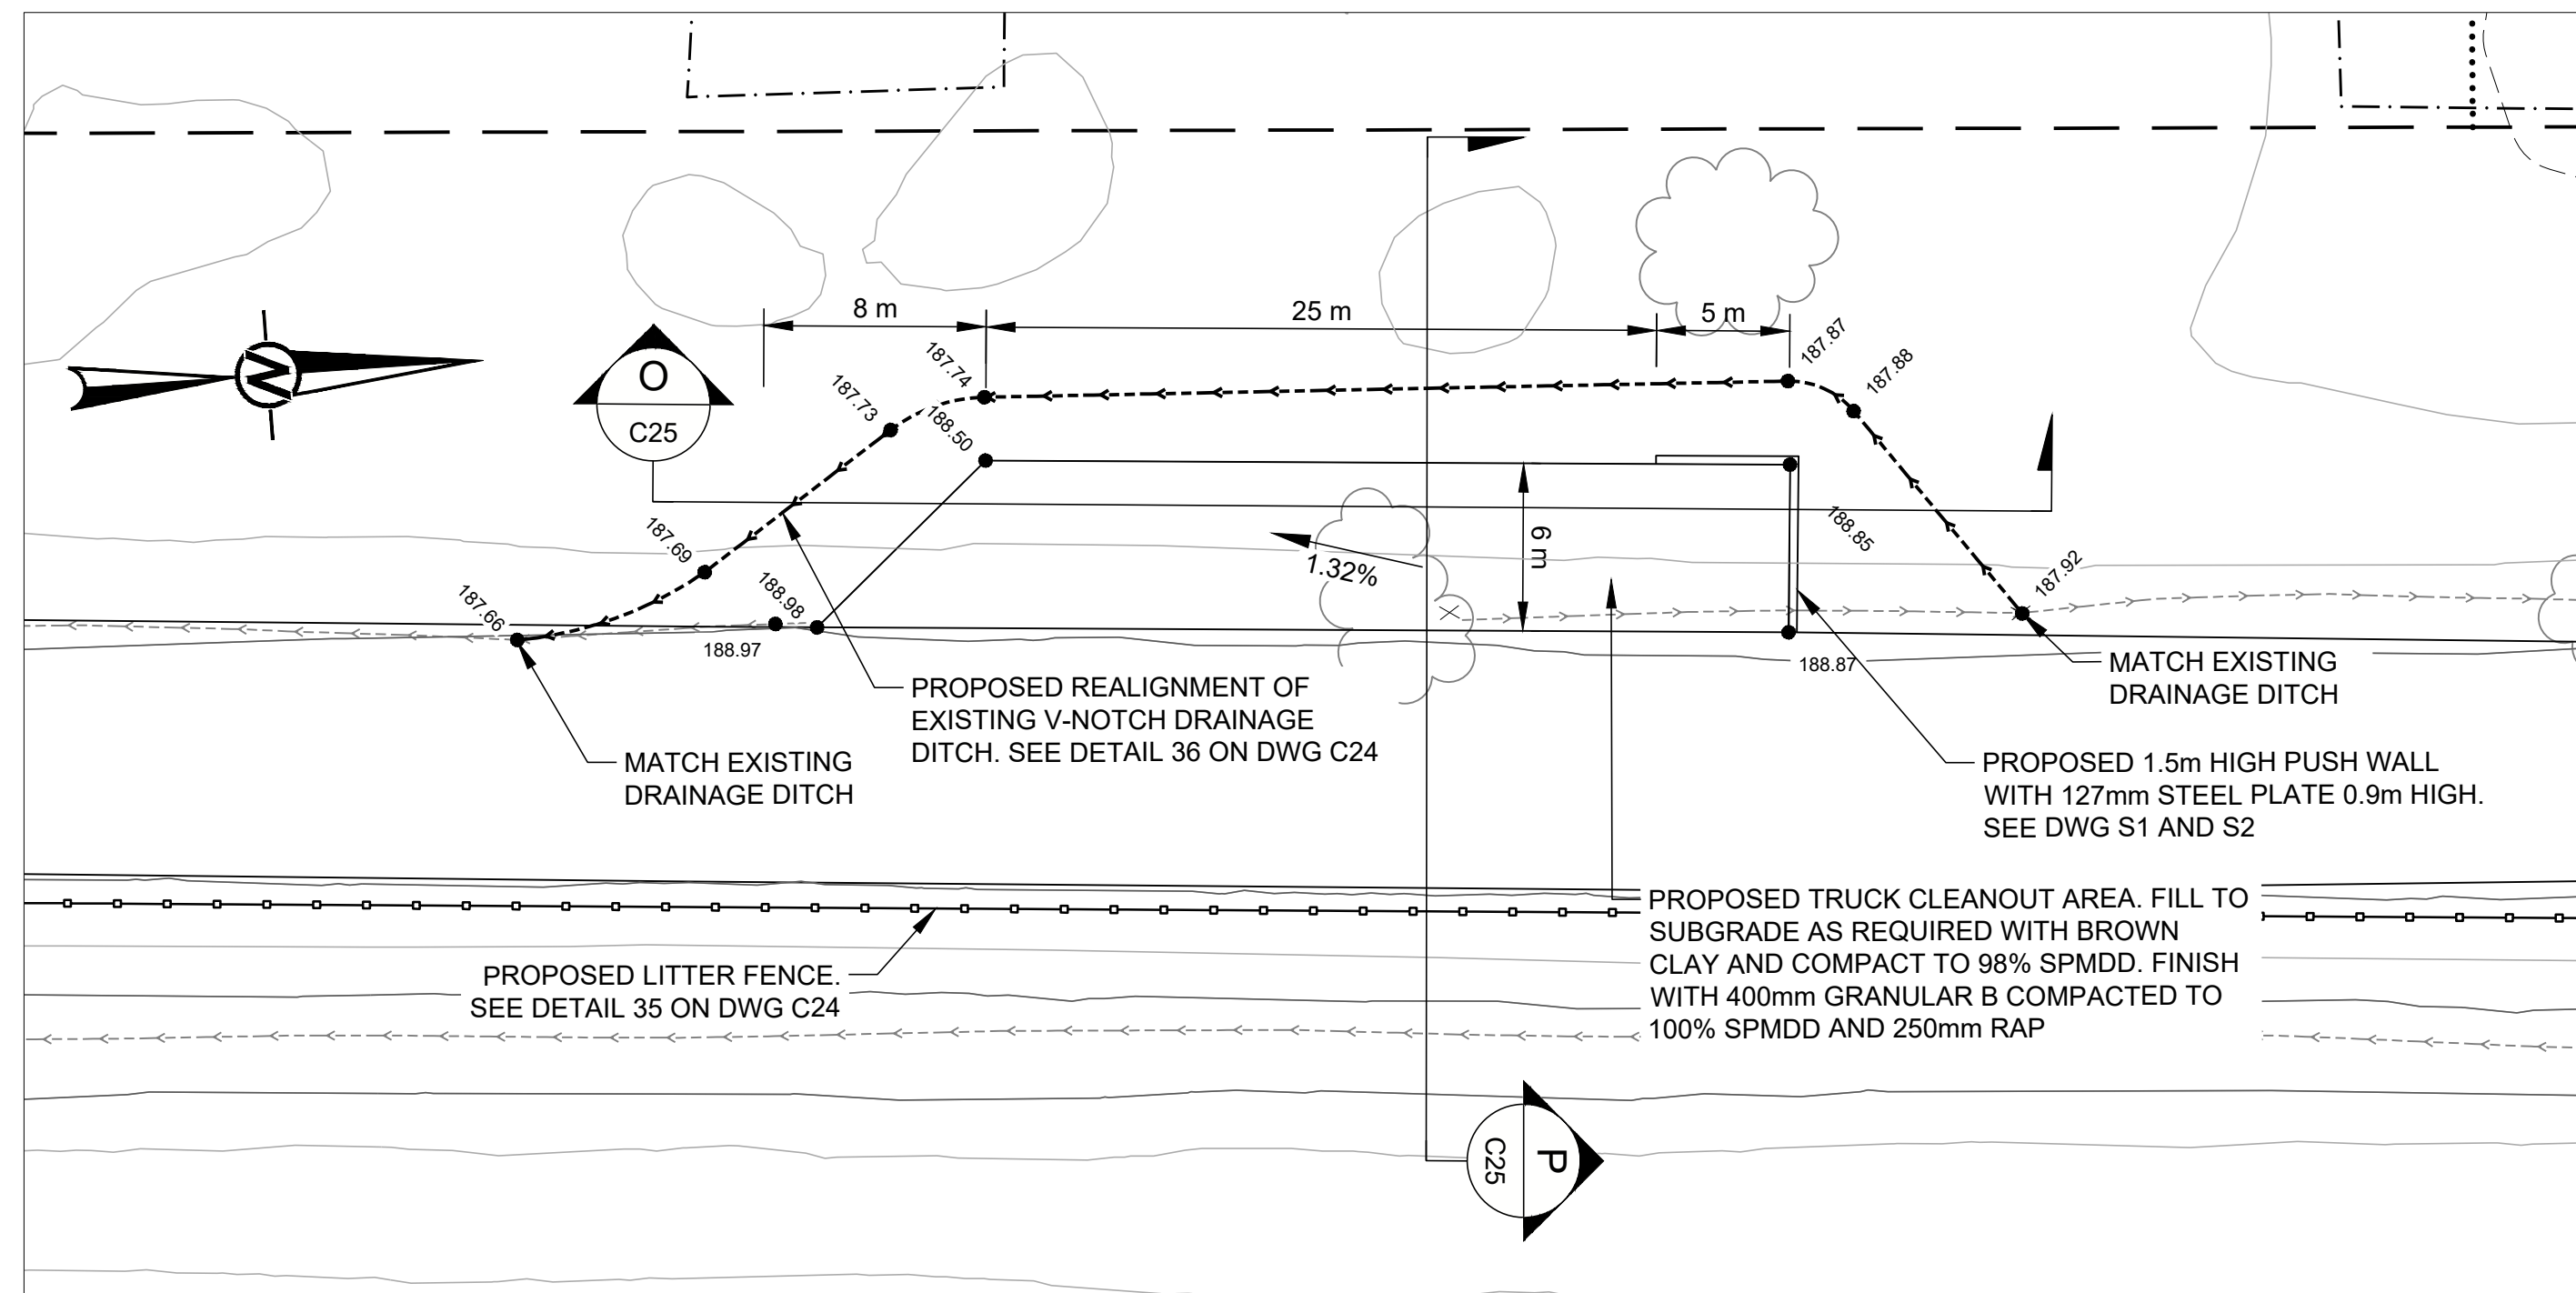 8 m
25 m
5 m
187.87
187.88
187.74
187.73
188.50
N
O
C25
187.69
188.98
187.66
188.97
1.32%
6 m
188.85
187.92
188.87
MATCH EXISTING
DRAINAGE DITCH
PROPOSED REALIGNMENT OF
EXISTING V-NOTCH DRAINAGE
DITCH. SEE DETAIL 36 ON DWG C24
MATCH EXISTING
DRAINAGE DITCH
PROPOSED 1.5m HIGH PUSH WALL
WITH 127mm STEEL PLATE 0.9m HIGH.
SEE DWG S1 AND S2
PROPOSED TRUCK CLEANOUT AREA. FILL TO
SUBGRADE AS REQUIRED WITH BROWN
CLAY AND COMPACT TO 98% SPMDD. FINISH
WITH 400mm GRANULAR B COMPACTED TO
100% SPMDD AND 250mm RAP
PROPOSED LITTER FENCE.
SEE DETAIL 35 ON DWG C24
P
C25